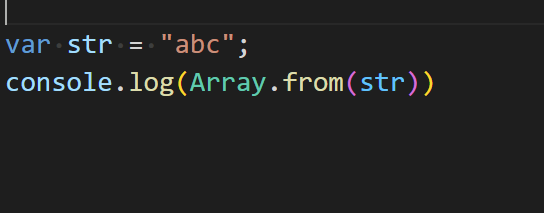 var str = "abc";
console.log(Array.from(str))